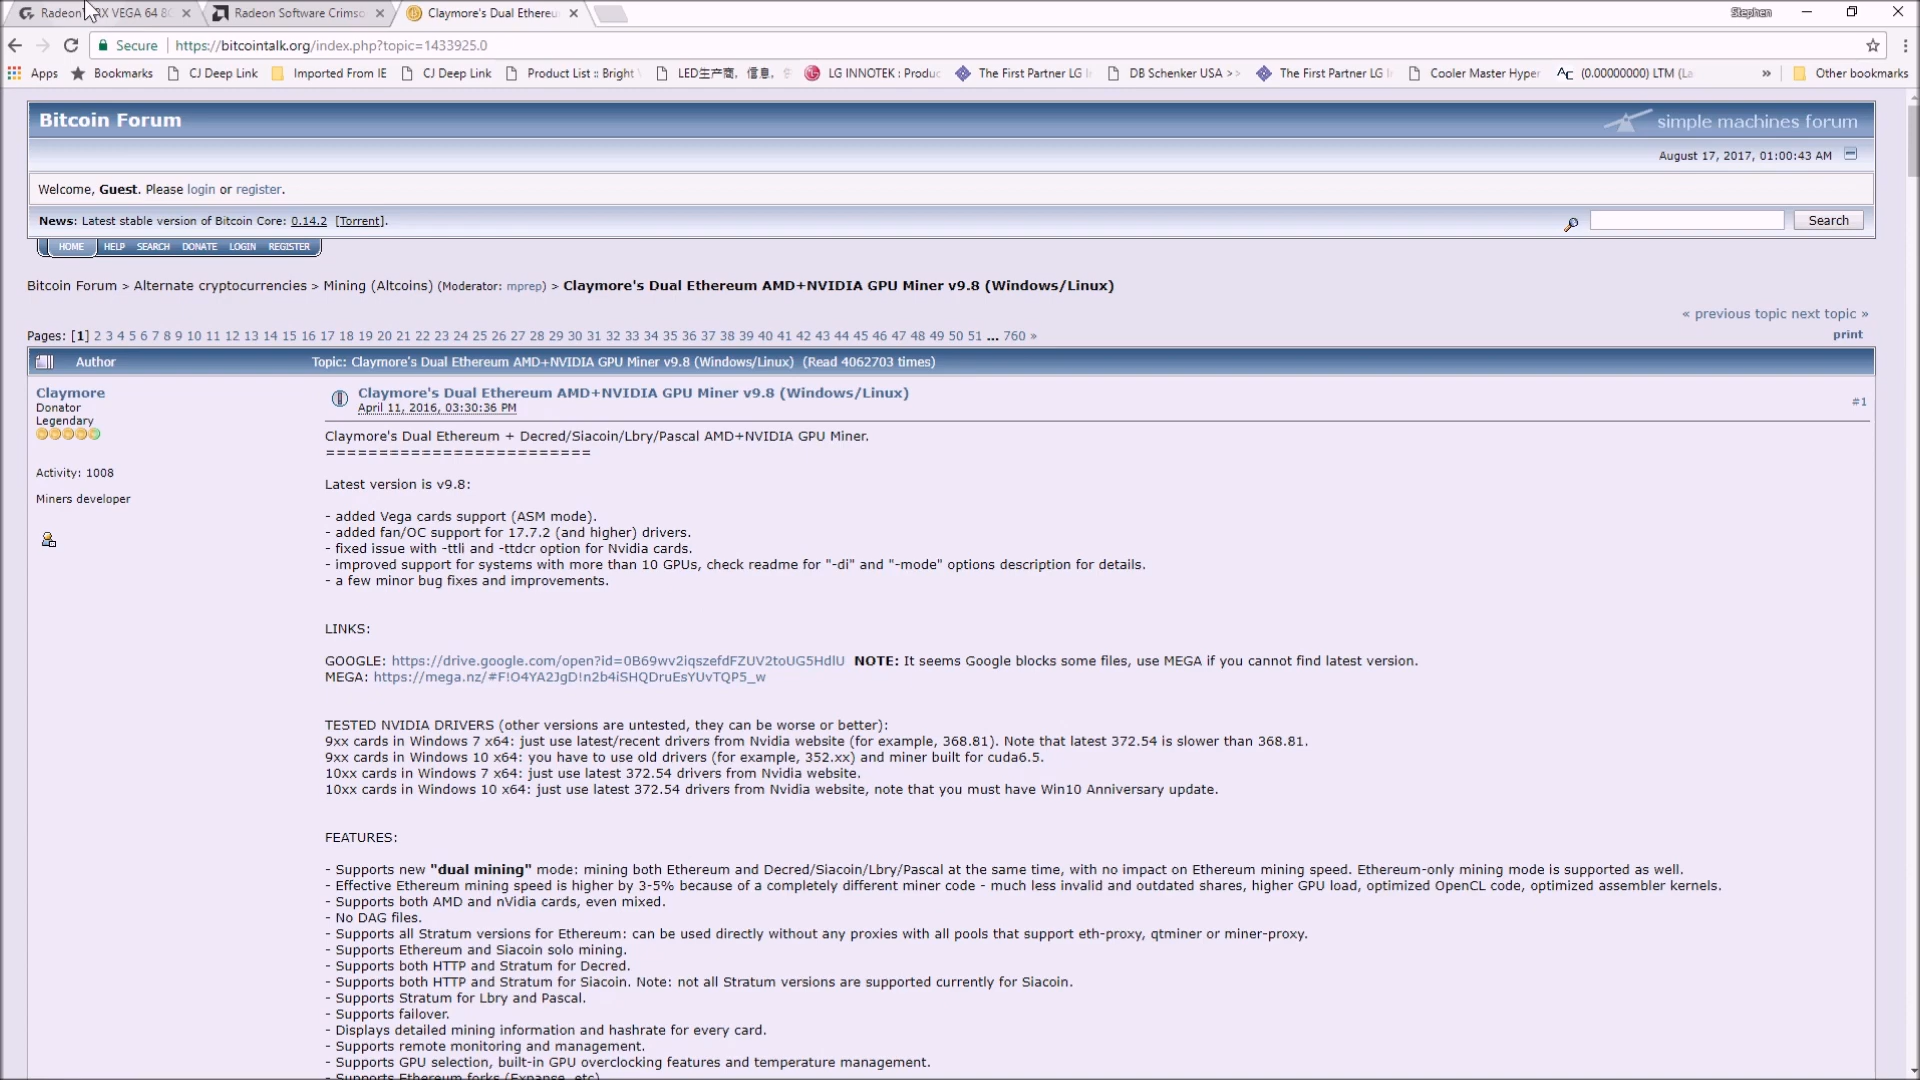 Radeon RX VEGA 64 8G
Radeon Software Crimso
Claymore's Dual Ethereu
Stephen
Secure
https://bitcointalk.org/index.php?topic=1433925.0
Apps Bookmarks CJ Deep Link Imported From IE CJ Deep Link Product List :: Bright LED生产商，信息， LG INNOTEK : Produc The First Partner LG I DB Schenker USA >> The First Partner LG I Cooler Master Hyper (0.00000000) LTM (La » Other bookmarks
Bitcoin Forum
simple machines forum
August 17, 2017, 01:00:43 AM
Welcome, Guest. Please login or register.
News: Latest stable version of Bitcoin Core: 0.14.2 [Torrent].
Search
HOME HELP SEARCH DONATE LOGIN REGISTER
Bitcoin Forum > Alternate cryptocurrencies > Mining (Altcoins) (Moderator: mprep) > Claymore's Dual Ethereum AMD+NVIDIA GPU Miner v9.8 (Windows/Linux)
« previous topic next topic »
Pages: [1] 2 3 4 5 6 7 8 9 10 11 12 13 14 15 16 17 18 19 20 21 22 23 24 25 26 27 28 29 30 31 32 33 34 35 36 37 38 39 40 41 42 43 44 45 46 47 48 49 50 51 ... 760 »
print
Author
Topic: Claymore's Dual Ethereum AMD+NVIDIA GPU Miner v9.8 (Windows/Linux) (Read 4062703 times)
Claymore
Donator
Legendary
Activity: 1008
Miners developer
Claymore's Dual Ethereum AMD+NVIDIA GPU Miner v9.8 (Windows/Linux)
April 11, 2016, 03:30:36 PM
#1
Claymore's Dual Ethereum + Decred/Siacoin/Lbry/Pascal AMD+NVIDIA GPU Miner.
=========================
Latest version is v9.8:
- added Vega cards support (ASM mode).
- added fan/OC support for 17.7.2 (and higher) drivers.
- fixed issue with -ttli and -ttdcr option for Nvidia cards.
- improved support for systems with more than 10 GPUs, check readme for "-di" and "-mode" options description for details.
- a few minor bug fixes and improvements.
LINKS:
GOOGLE: https://drive.google.com/open?id=0B69wv2iqszefdFZUV2toUG5HdlU NOTE: It seems Google blocks some files, use MEGA if you cannot find latest version.
MEGA: https://mega.nz/#F!O4YA2JgD!n2b4iSHQDruEsYUvTQP5_w
TESTED NVIDIA DRIVERS (other versions are untested, they can be worse or better):
9xx cards in Windows 7 x64: just use latest/recent drivers from Nvidia website (for example, 368.81). Note that latest 372.54 is slower than 368.81.
9xx cards in Windows 10 x64: you have to use old drivers (for example, 352.xx) and miner built for cuda6.5.
10xx cards in Windows 7 x64: just use latest 372.54 drivers from Nvidia website.
10xx cards in Windows 10 x64: just use latest 372.54 drivers from Nvidia website, note that you must have Win10 Anniversary update.
FEATURES:
- Supports new "dual mining" mode: mining both Ethereum and Decred/Siacoin/Lbry/Pascal at the same time, with no impact on Ethereum mining speed. Ethereum-only mining mode is supported as well.
- Effective Ethereum mining speed is higher by 3-5% because of a completely different miner code - much less invalid and outdated shares, higher GPU load, optimized OpenCL code, optimized assembler kernels.
- Supports both AMD and nVidia cards, even mixed.
- No DAG files.
- Supports all Stratum versions for Ethereum: can be used directly without any proxies with all pools that support eth-proxy, qtminer or miner-proxy.
- Supports Ethereum and Siacoin solo mining.
- Supports both HTTP and Stratum for Decred.
- Supports both HTTP and Stratum for Siacoin. Note: not all Stratum versions are supported currently for Siacoin.
- Supports Stratum for Lbry and Pascal.
- Supports failover.
- Displays detailed mining information and hashrate for every card.
- Supports remote monitoring and management.
- Supports GPU selection, built-in GPU overclocking features and temperature management.
- Supports Ethereum forks (Expanse, etc).